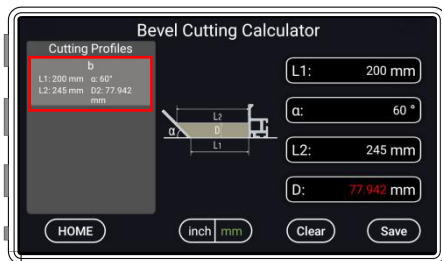 Bevel Cutting Calculator
Cutting Profiles
b
L1: 200 mm α: 60°
L2: 245 mm D2: 77.942
mm
L2
D
α
L1
L1: 200 mm
α: 60 °
L2: 245 mm
D: 77.942 mm
HOME
inch mm
Clear
Save